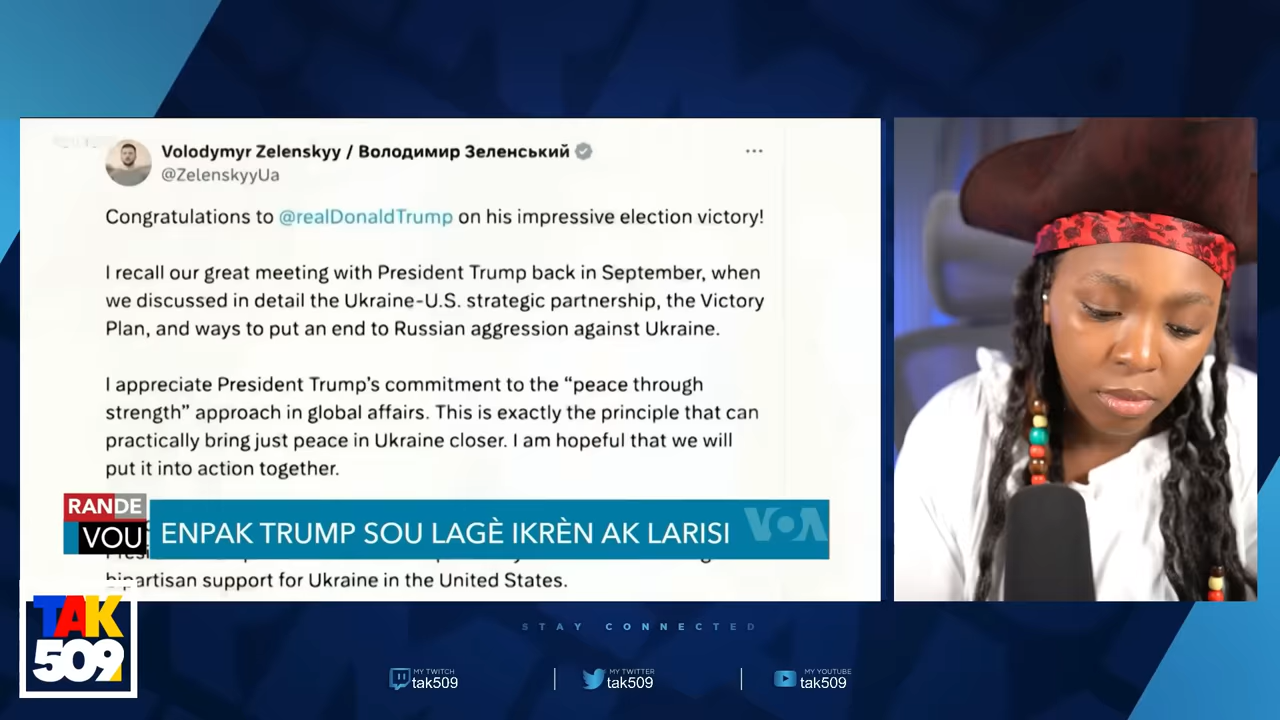 Volodymyr Zelenskyy / Володимир Зеленський
@ZelenskyyUa
Congratulations to @realDonaldTrump on his impressive election victory!
I recall our great meeting with President Trump back in September, when
we discussed in detail the Ukraine-U.S. strategic partnership, the Victory
Plan, and ways to put an end to Russian aggression against Ukraine.
I appreciate President Trump’s commitment to the “peace through
strength” approach in global affairs. This is exactly the principle that can
practically bring just peace in Ukraine closer. I am hopeful that we will
put it into action together.
RANDE
VOU
ENPAK TRUMP SOU LAGÈ IKRÈN AK LARISI
VOA
bipartisan support for Ukraine in the United States.
TAK
509
STAY CONNECTED
MY TWITCH
tak509
MY TWITTER
tak509
MY YOUTUBE
tak509